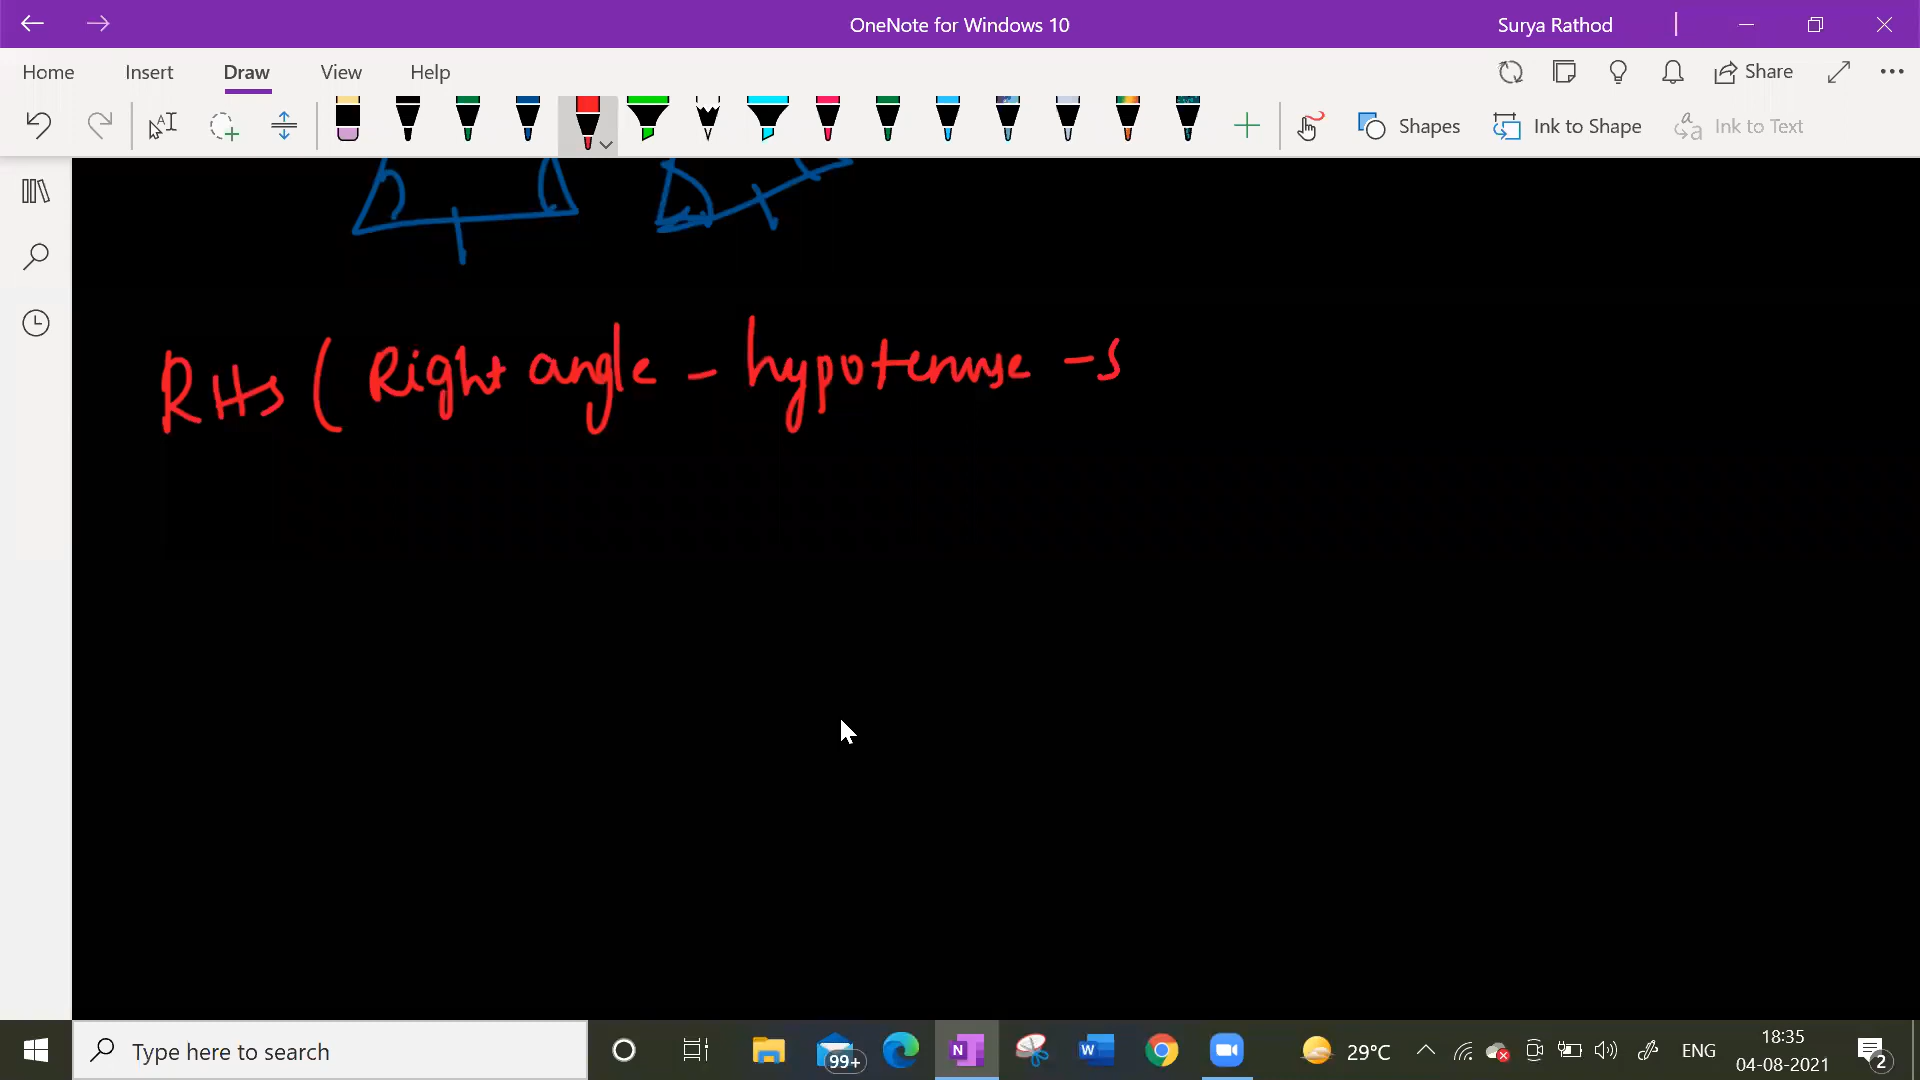 OneNote for Windows 10
Surya Rathod
Home Insert Draw View Help
Share
Shapes Ink to Shape Ink to Text
RHS ( Right angle - hypotenuse - s
Type here to search
99+
29°C
ENG
18:35
04-08-2021
2